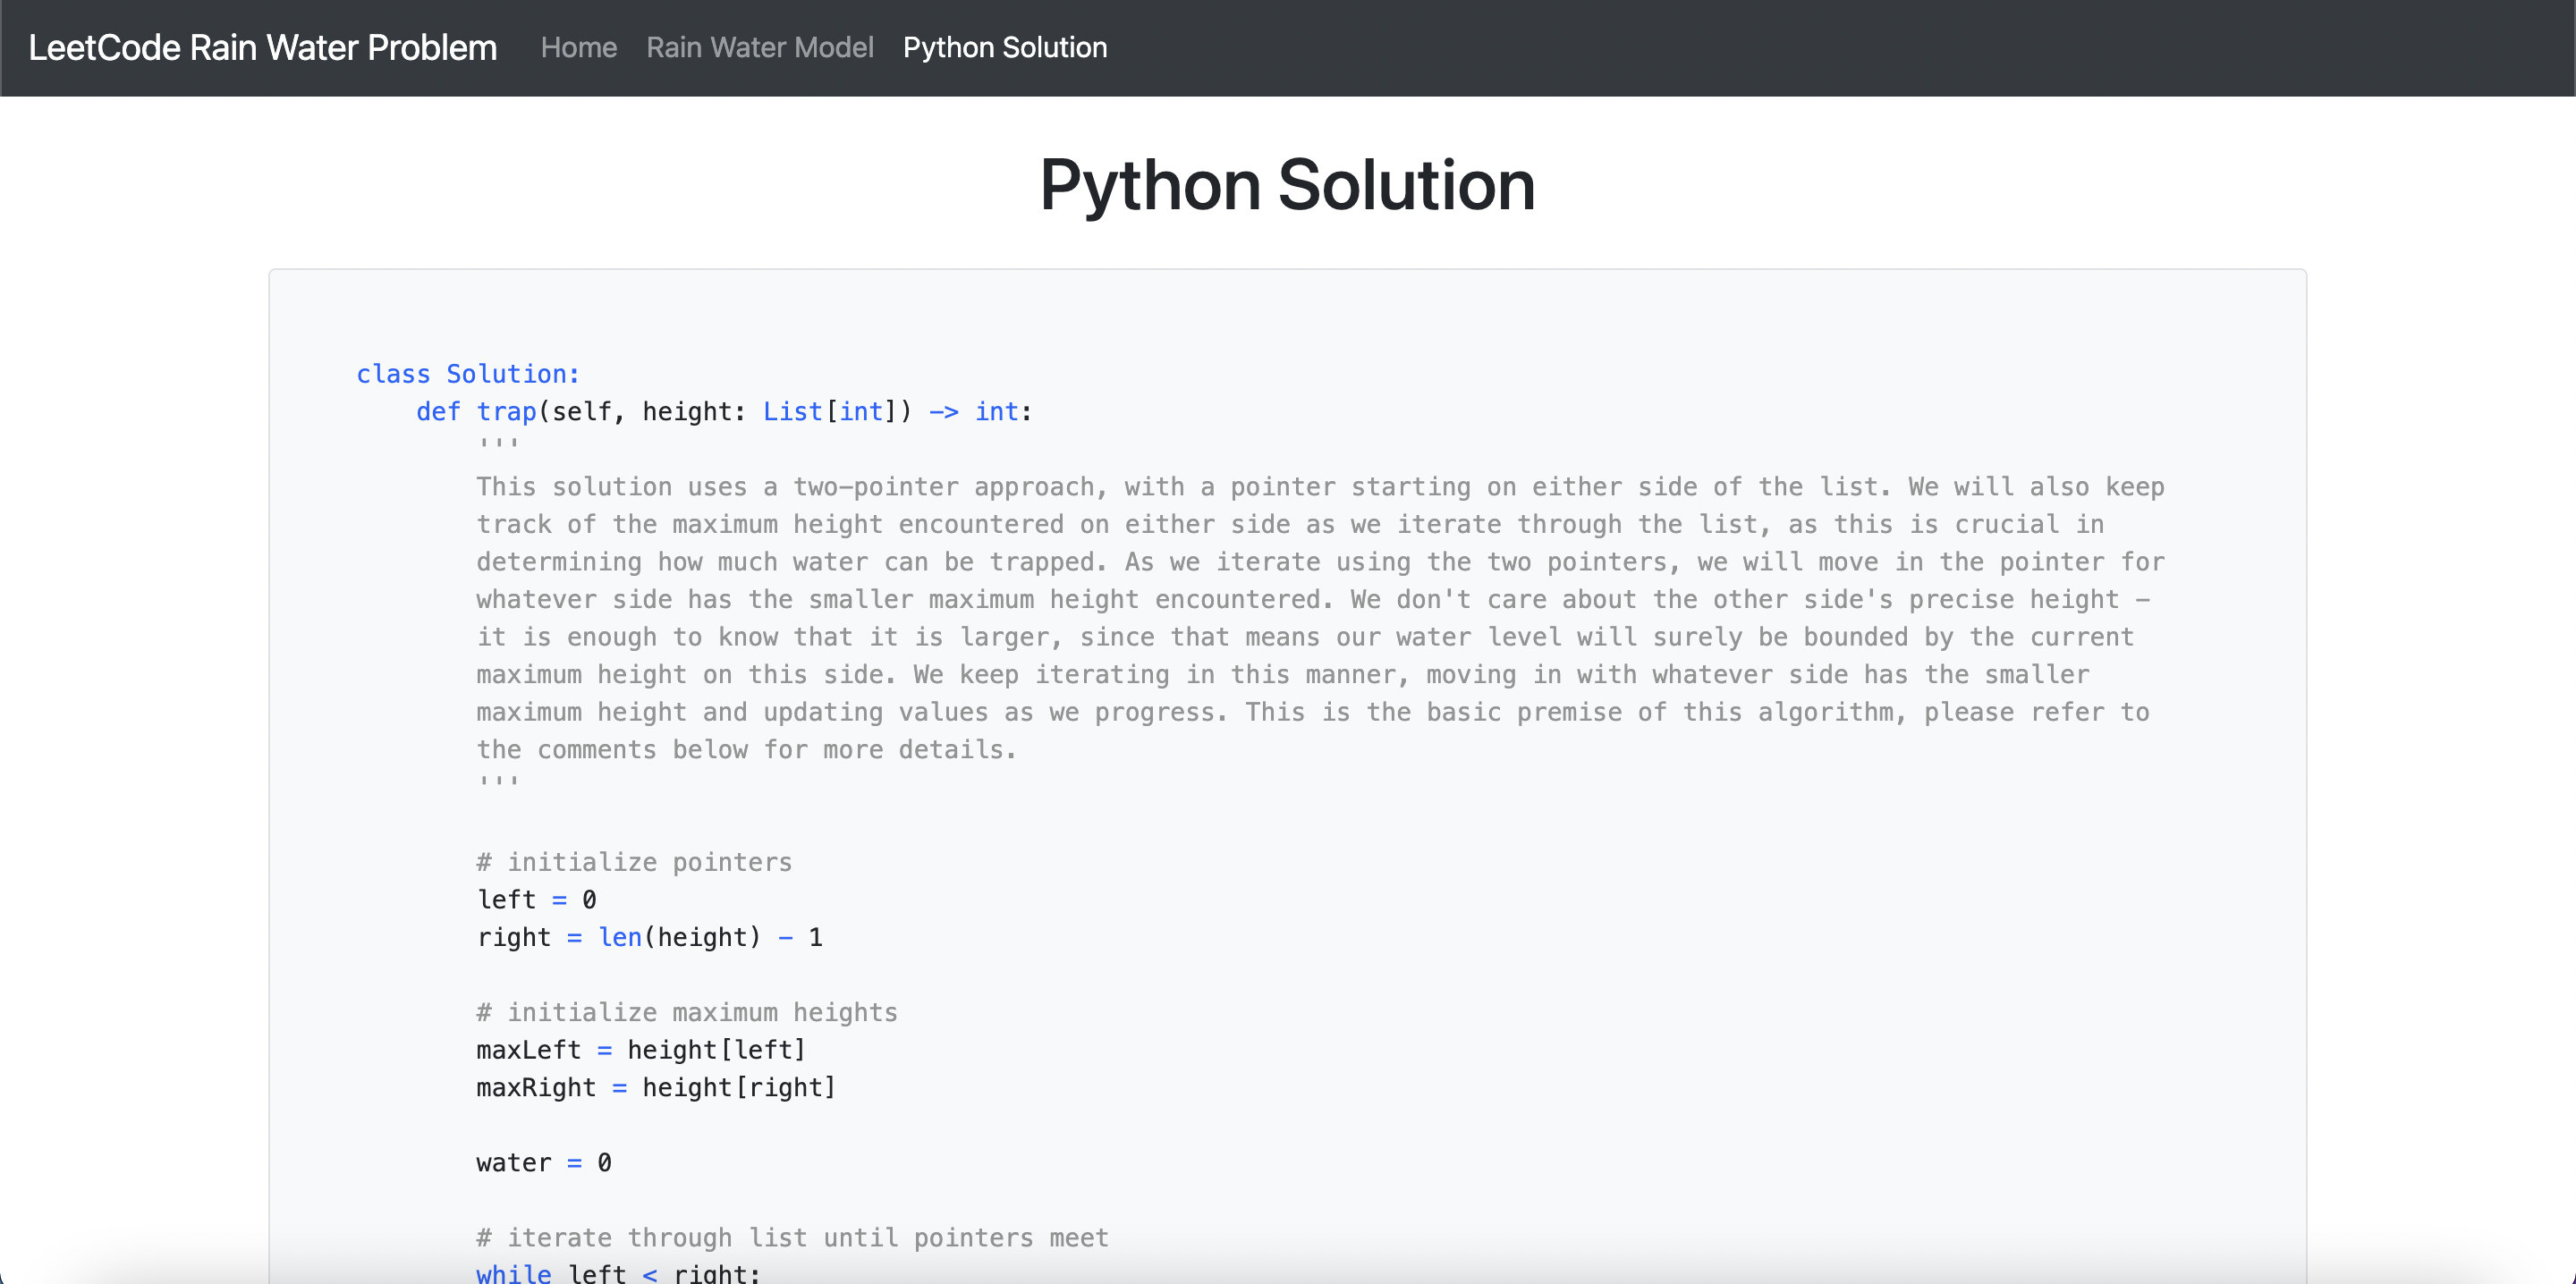 LeetCode Rain Water Problem Home Rain Water Model Python Solution
Python Solution
class Solution:
def trap(self, height: List[int]) -> int:
'''
This solution uses a two-pointer approach, with a pointer starting on either side of the list. We will also keep
track of the maximum height encountered on either side as we iterate through the list, as this is crucial in
determining how much water can be trapped. As we iterate using the two pointers, we will move in the pointer for
whatever side has the smaller maximum height encountered. We don't care about the other side's precise height -
it is enough to know that it is larger, since that means our water level will surely be bounded by the current
maximum height on this side. We keep iterating in this manner, moving in with whatever side has the smaller
maximum height and updating values as we progress. This is the basic premise of this algorithm, please refer to
the comments below for more details.
'''
# initialize pointers
left = 0
right = len(height) - 1
# initialize maximum heights
maxLeft = height[left]
maxRight = height[right]
water = 0
# iterate through list until pointers meet
while left < right: